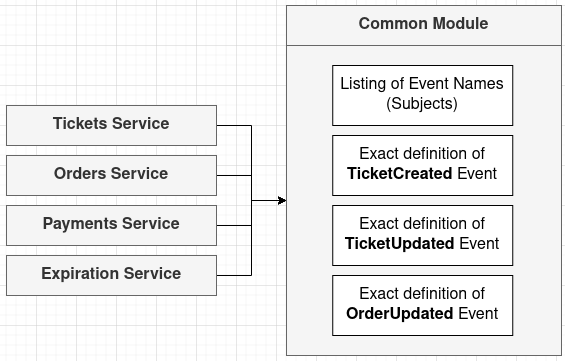 Common Module
Listing of Event Names
(Subjects)
Tickets Service
Orders Service
Payments Service
Expiration Service
Exact definition of
TicketCreated Event
Exact definition of
TicketUpdated Event
Exact definition of
OrderUpdated Event